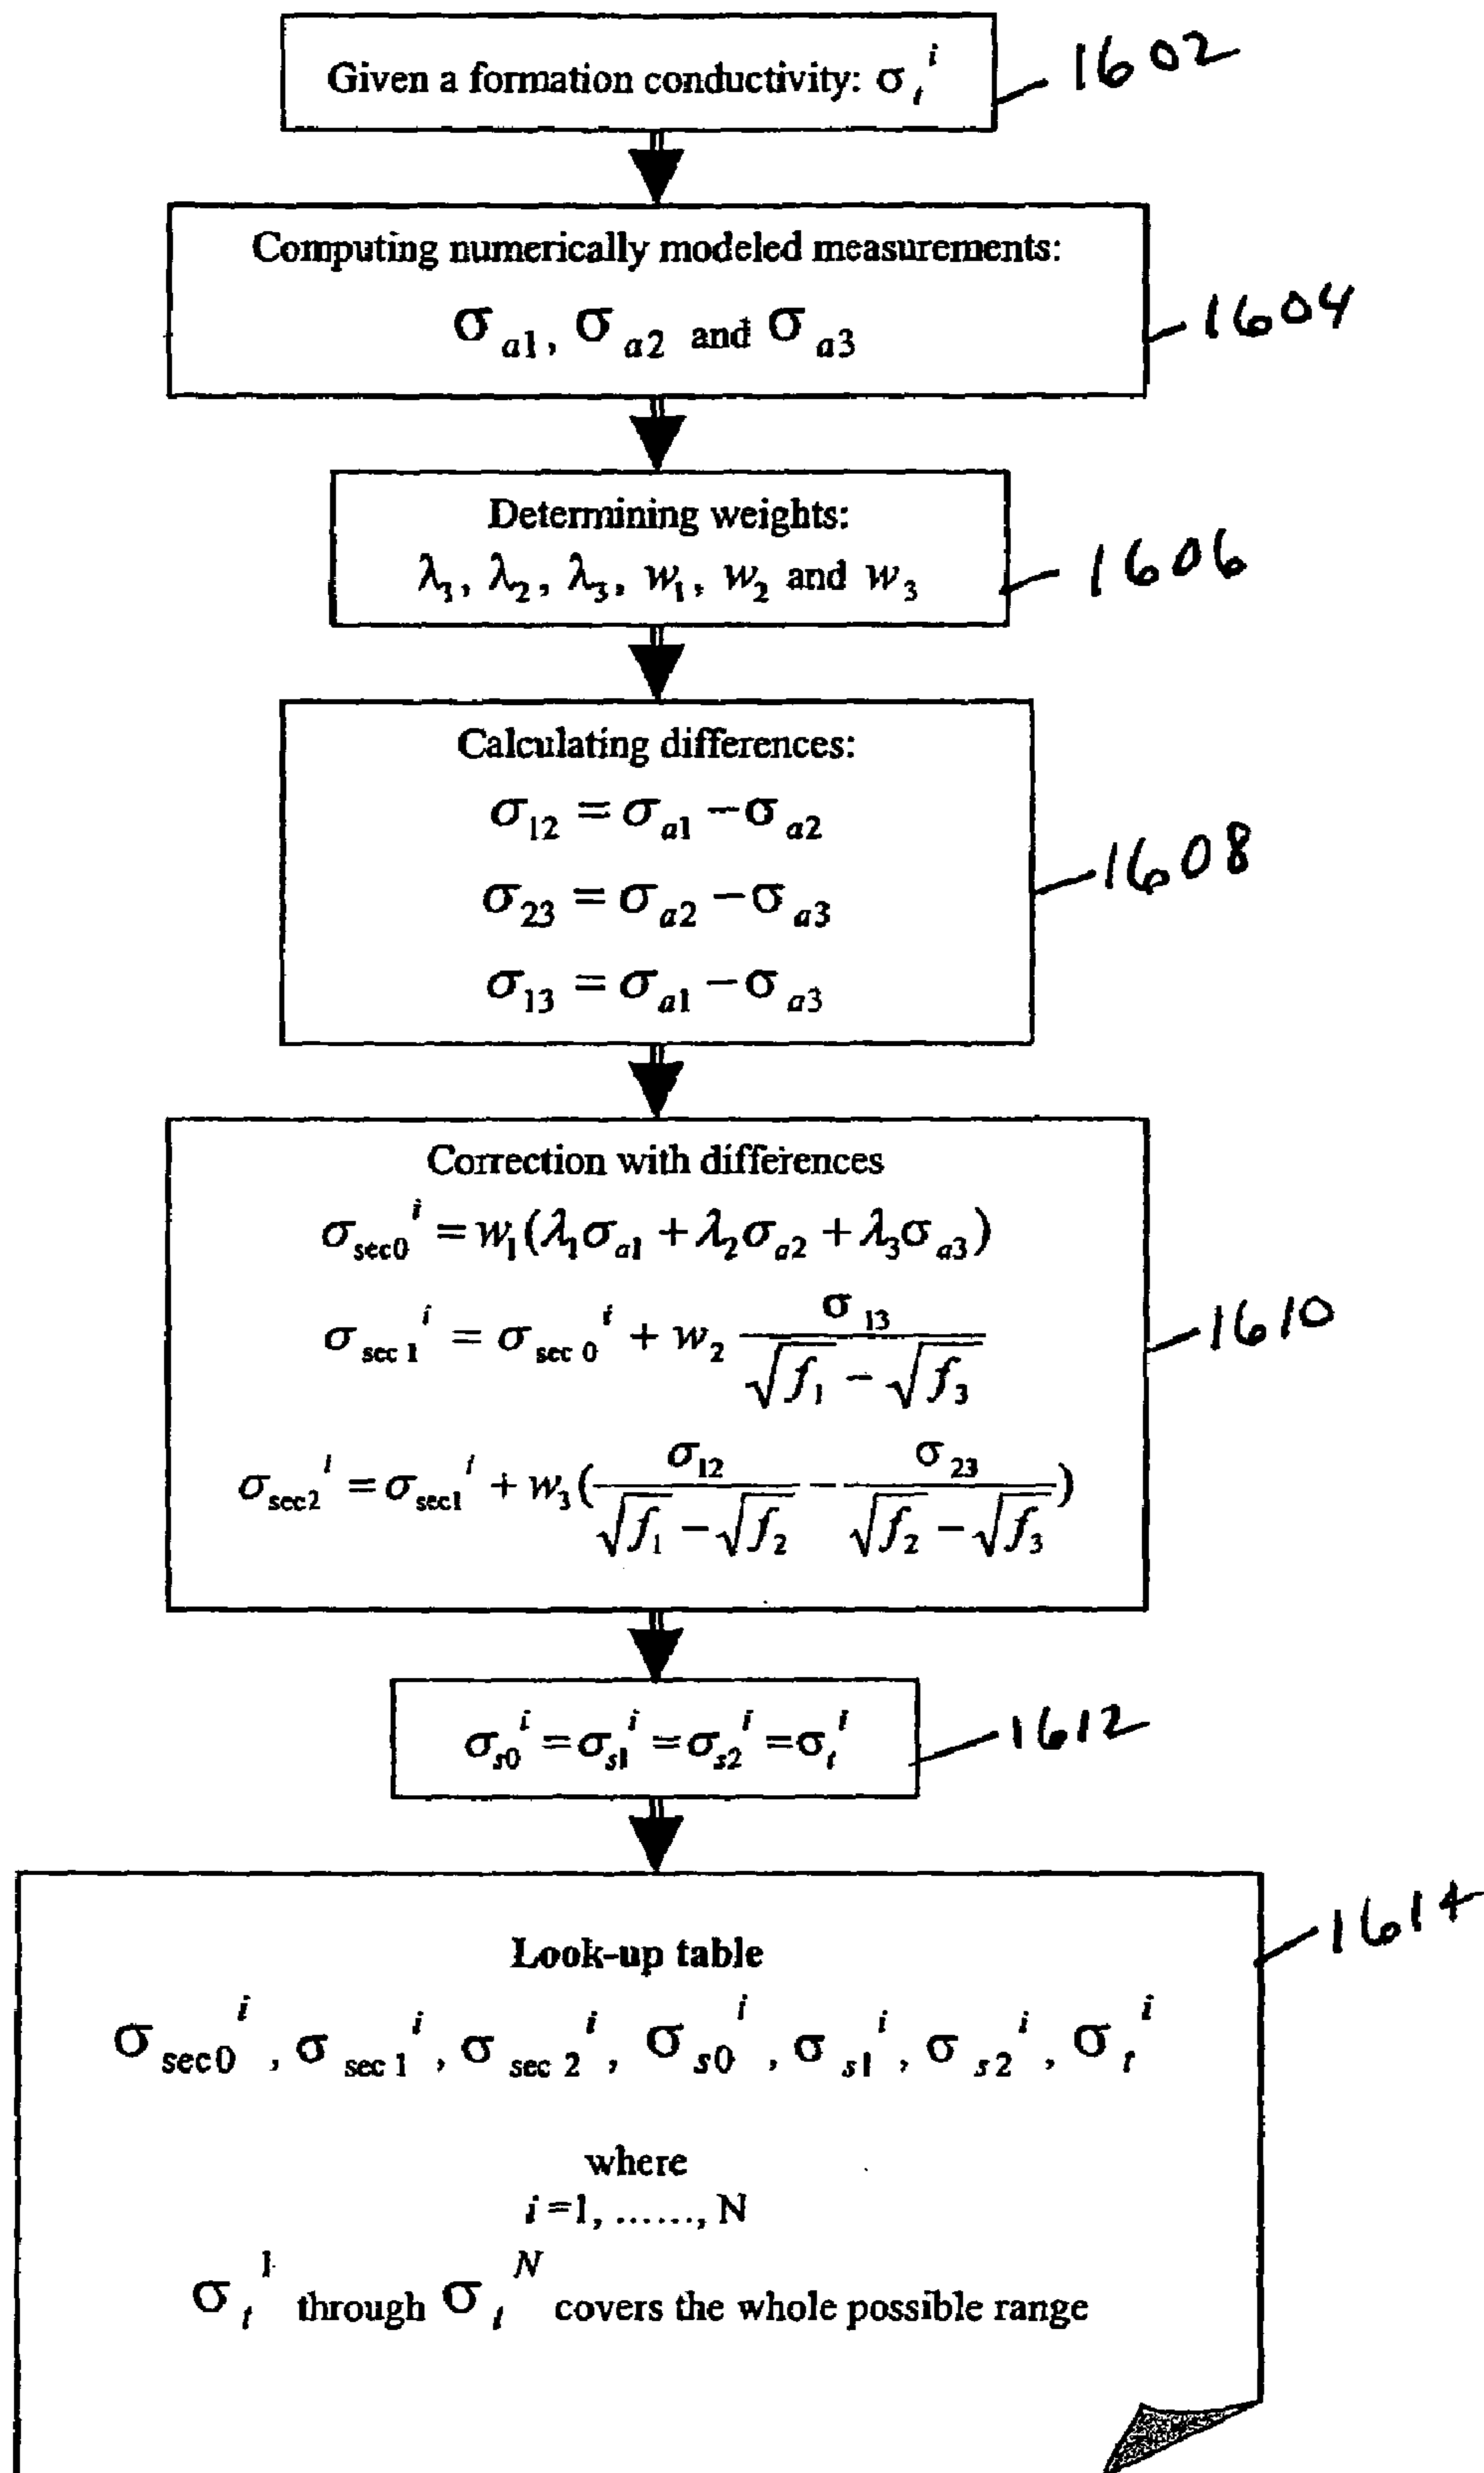 Given a formation conductivity: σ_t^i
1602
Computing numerically modeled measurements:
σ_a1, σ_a2 and σ_a3
1604
Determining weights:
λ_1, λ_2, λ_3, w_1, w_2 and w_3
1606
Calculating differences:
σ_12 = σ_a1 − σ_a2
σ_23 = σ_a2 − σ_a3
σ_13 = σ_a1 − σ_a3
1608
Correction with differences
σ_sec0^i = w_1(λ_1σ_a1 + λ_2σ_a2 + λ_3σ_a3)
σ_sec1^i = σ_sec0^i + w_2 σ_13 / (√f_1 − √f_3)
σ_sec2^i = σ_sec1^i + w_3(σ_12 / (√f_1 − √f_2) − σ_23 / (√f_2 − √f_3))
1610
σ_s0^i = σ_s1^i = σ_s2^i = σ_t^i
1612
Look-up table
1614
σ_sec0^i, σ_sec1^i, σ_sec2^i, σ_s0^i, σ_s1^i, σ_s2^i, σ_t^i
where
i=1, ......, N
σ_t^1 through σ_t^N covers the whole possible range